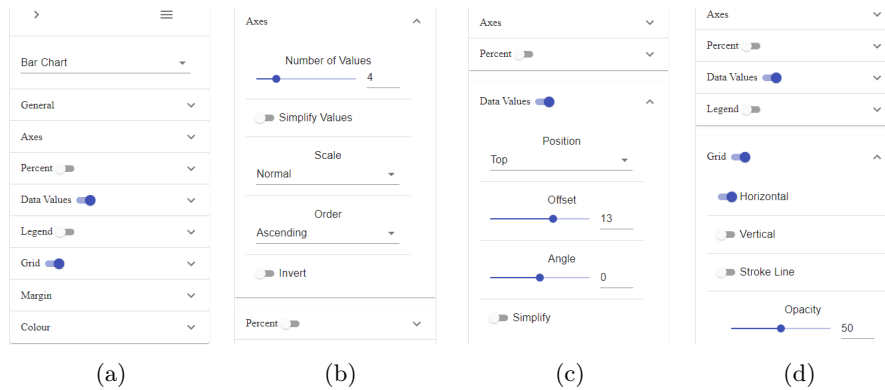 Bar Chart
General
Axes
Percent
Data Values
Legend
Grid
Margin
Colour
(a)
Axes
Number of Values
4
Simplify Values
Scale
Normal
Order
Ascending
Invert
Percent
(b)
Axes
Percent
Data Values
Position
Top
Offset
13
Angle
0
Simplify
(c)
Axes
Percent
Data Values
Legend
Grid
Horizontal
Vertical
Stroke Line
Opacity
50
(d)